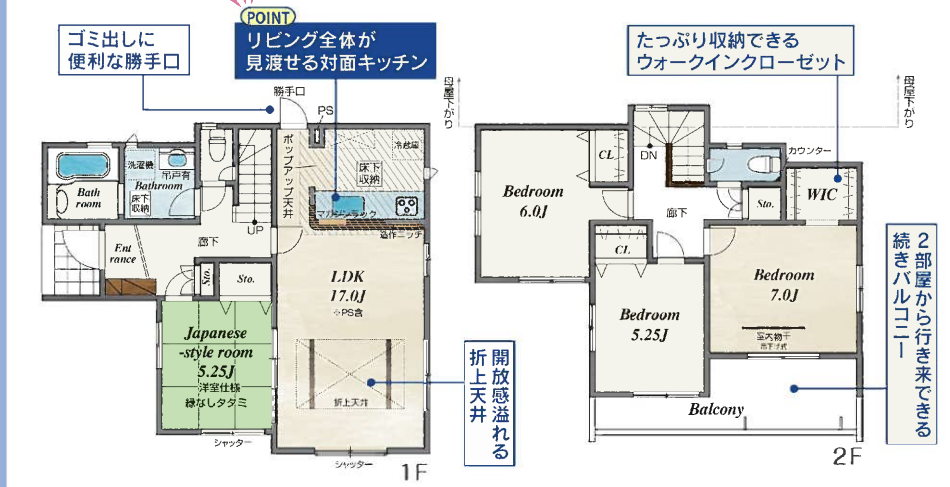 POINT
ゴミ出しに
便利な勝手口
リビング全体が
見渡せる対面キッチン
たっぷり収納できる
ウォークインクローゼット
母屋下がり
母屋下がり
勝手口
PS
ポップアップ天井
冷蔵庫
床下
収納
洗濯機
吊戸有
Bath
room
Bathroom
床下
収納
UP
造作ニッチ
廊下
Ent
rance
Sto.
Sto.
LDK
17.0J
※PS含
Japanese
-style room
5.25J
洋室仕様
縁なしタタミ
折上天井
シャッター
シャッター
1F
開放感溢れる
折上天井
CL
DN
カウンター
Bedroom
6.0J
廊下
Sto.
WIC
CL
Bedroom
5.25J
Bedroom
7.0J
室内物干
吊下げ式
Balcony
2F
2部屋から行き来できる
続きバルコニー